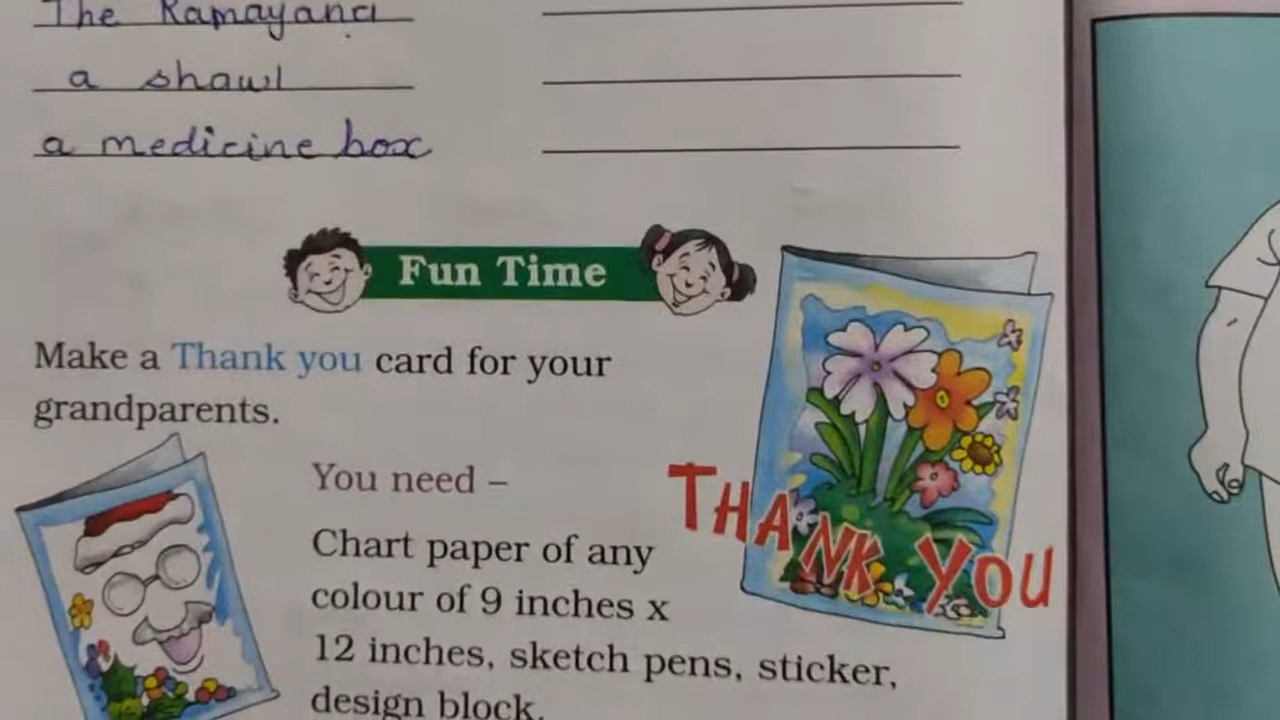 The Ramayana
a shawl
a medicine box
Fun Time
Make a Thank you card for your
grandparents.
You need –
Chart paper of any
colour of 9 inches x
12 inches, sketch pens, sticker,
design block.
THANK YOU